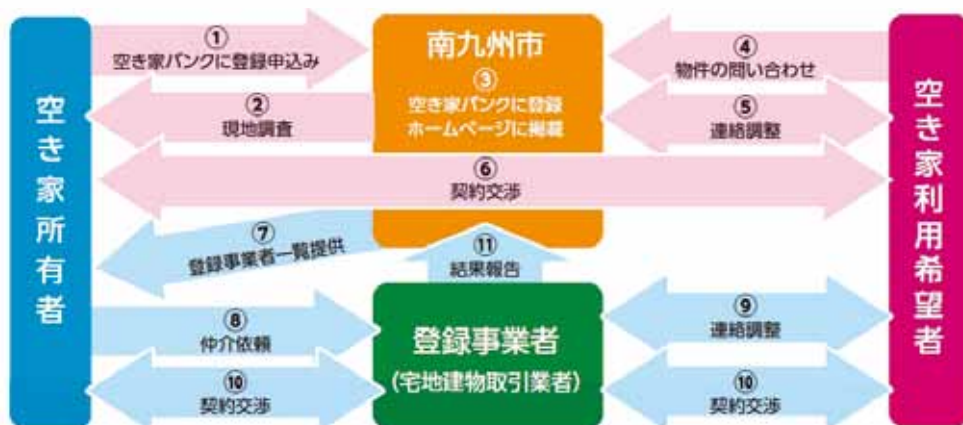 空き家所有者
①
空き家バンクに登録申込み
②
現地調査
南九州市
③
空き家バンクに登録
ホームページに掲載
④
物件の問い合わせ
⑤
連絡調整
空き家利用希望者
⑥
契約交渉
⑦
登録事業者一覧提供
⑪
結果報告
⑧
仲介依頼
登録事業者
(宅地建物取引業者)
⑨
連絡調整
⑩
契約交渉
⑩
契約交渉